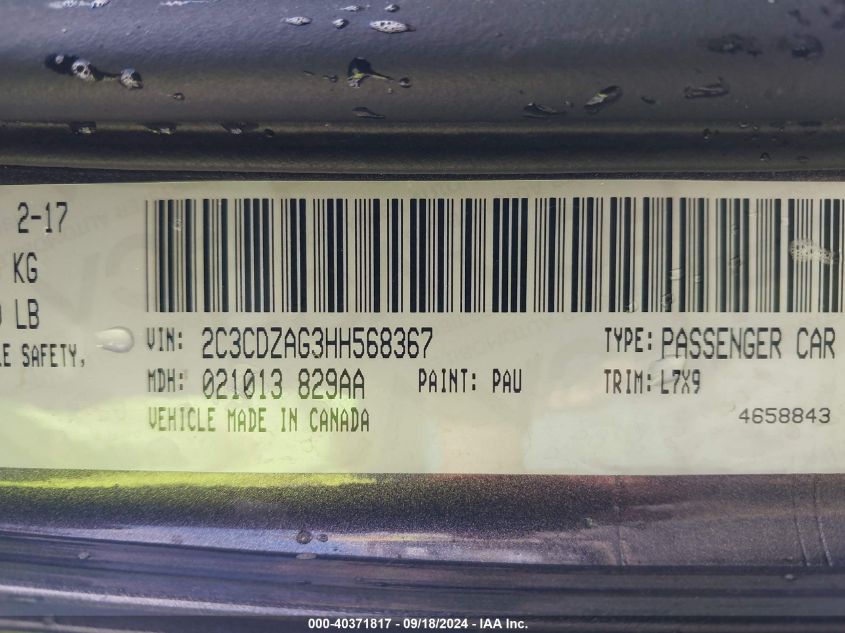 2-17
KG
LB
SAFETY,
VIN: 2C3CDZAG3HH568367 TYPE: PASSENGER CAR
MDH: 021013 829AA PAINT: PAU TRIM: L7X9
VEHICLE MADE IN CANADA 4658843
000-40371817 - 09/18/2024 - IAA Inc.